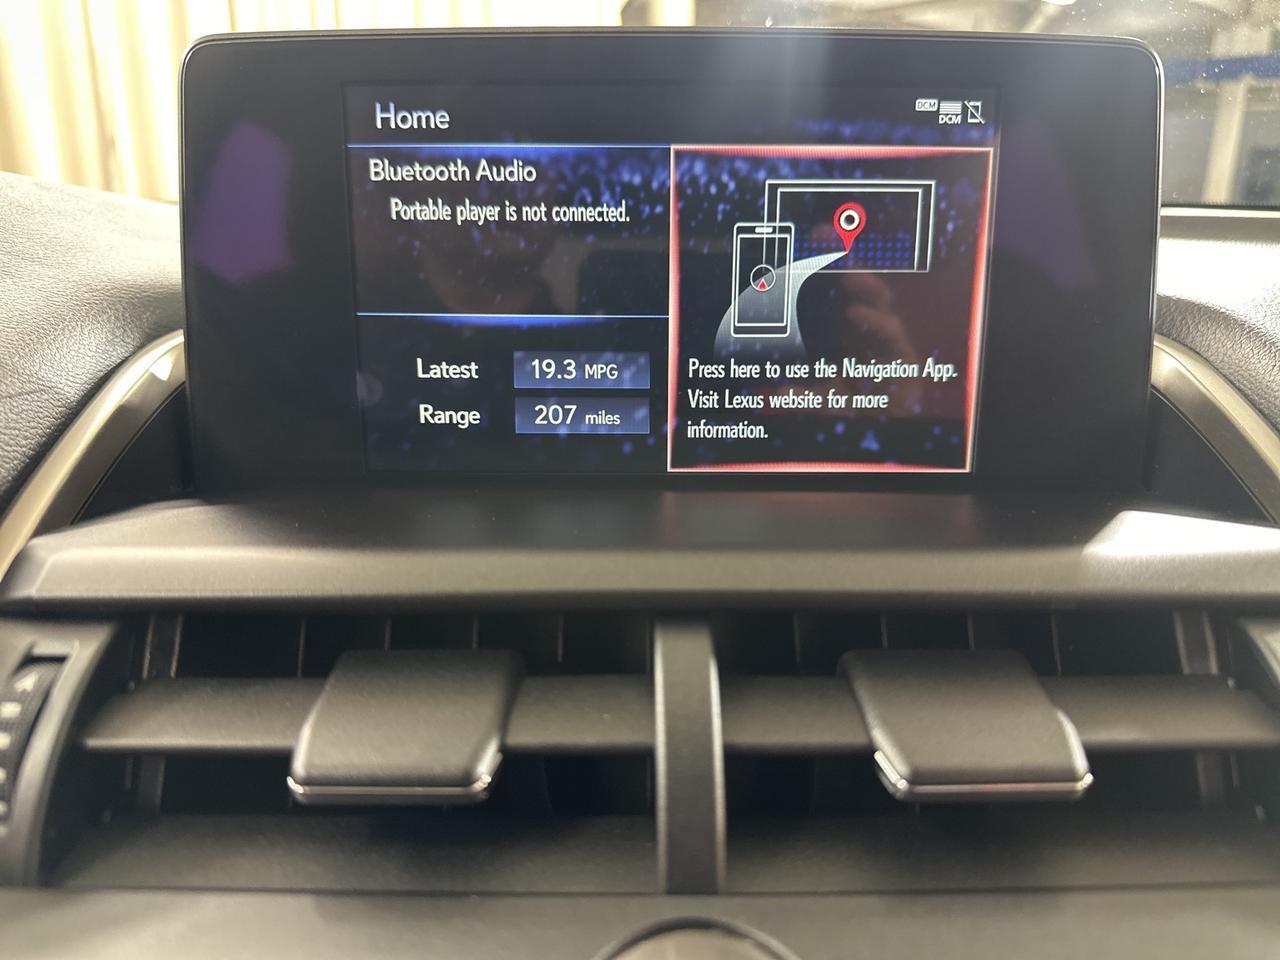 Home
DCM
DCM
Bluetooth Audio
Portable player is not connected.
Latest 19.3 MPG
Range 207 miles
Press here to use the Navigation App.
Visit Lexus website for more
information.